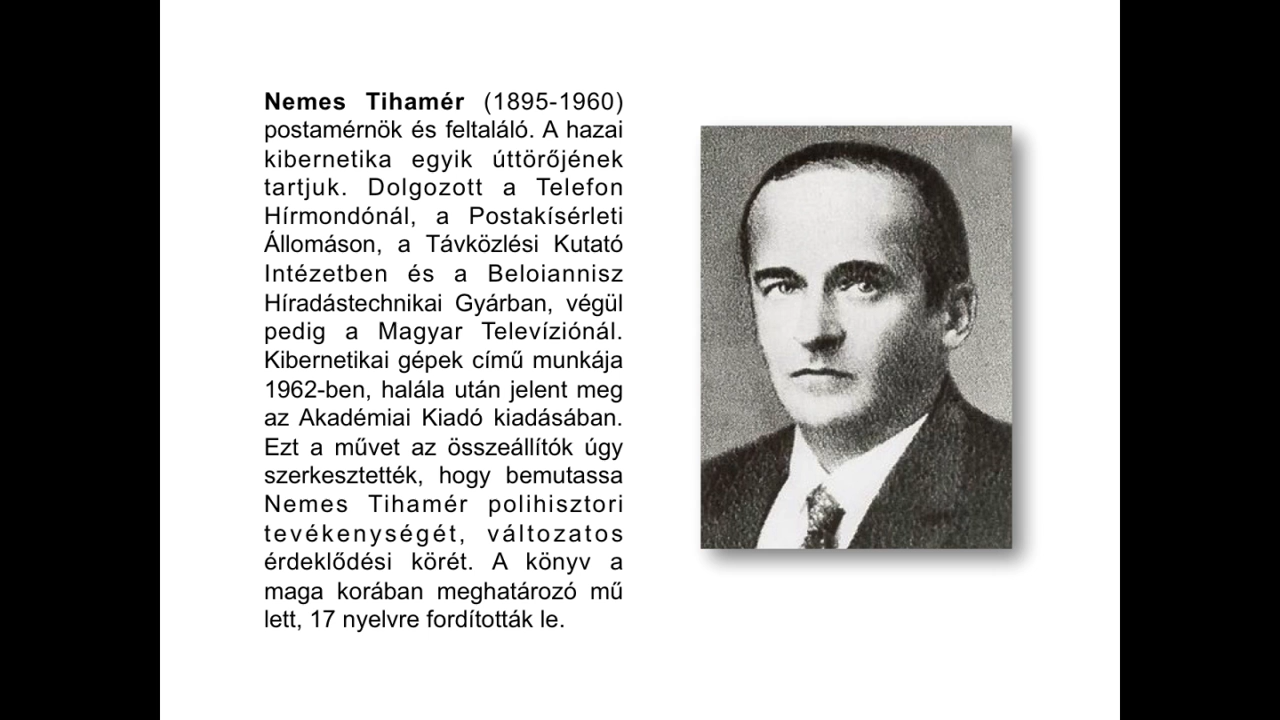 Nemes Tihamér (1895-1960)
postamérnök és feltaláló. A hazai
kibernetika egyik úttörőjének
tartjuk. Dolgozott a Telefon
Hírmondónál, a Postakísérleti
Állomáson, a Távközlési Kutató
Intézetben és a Beloiannisz
Híradástechnikai Gyárban, végül
pedig a Magyar Televíziónál.
Kibernetikai gépek című munkája
1962-ben, halála után jelent meg
az Akadémiai Kiadó kiadásában.
Ezt a művet az összeállítók úgy
szerkesztették, hogy bemutassa
Nemes Tihamér polihisztori
tevékenységét, változatos
érdeklődési körét. A könyv a
maga korában meghatározó mű
lett, 17 nyelvre fordították le.